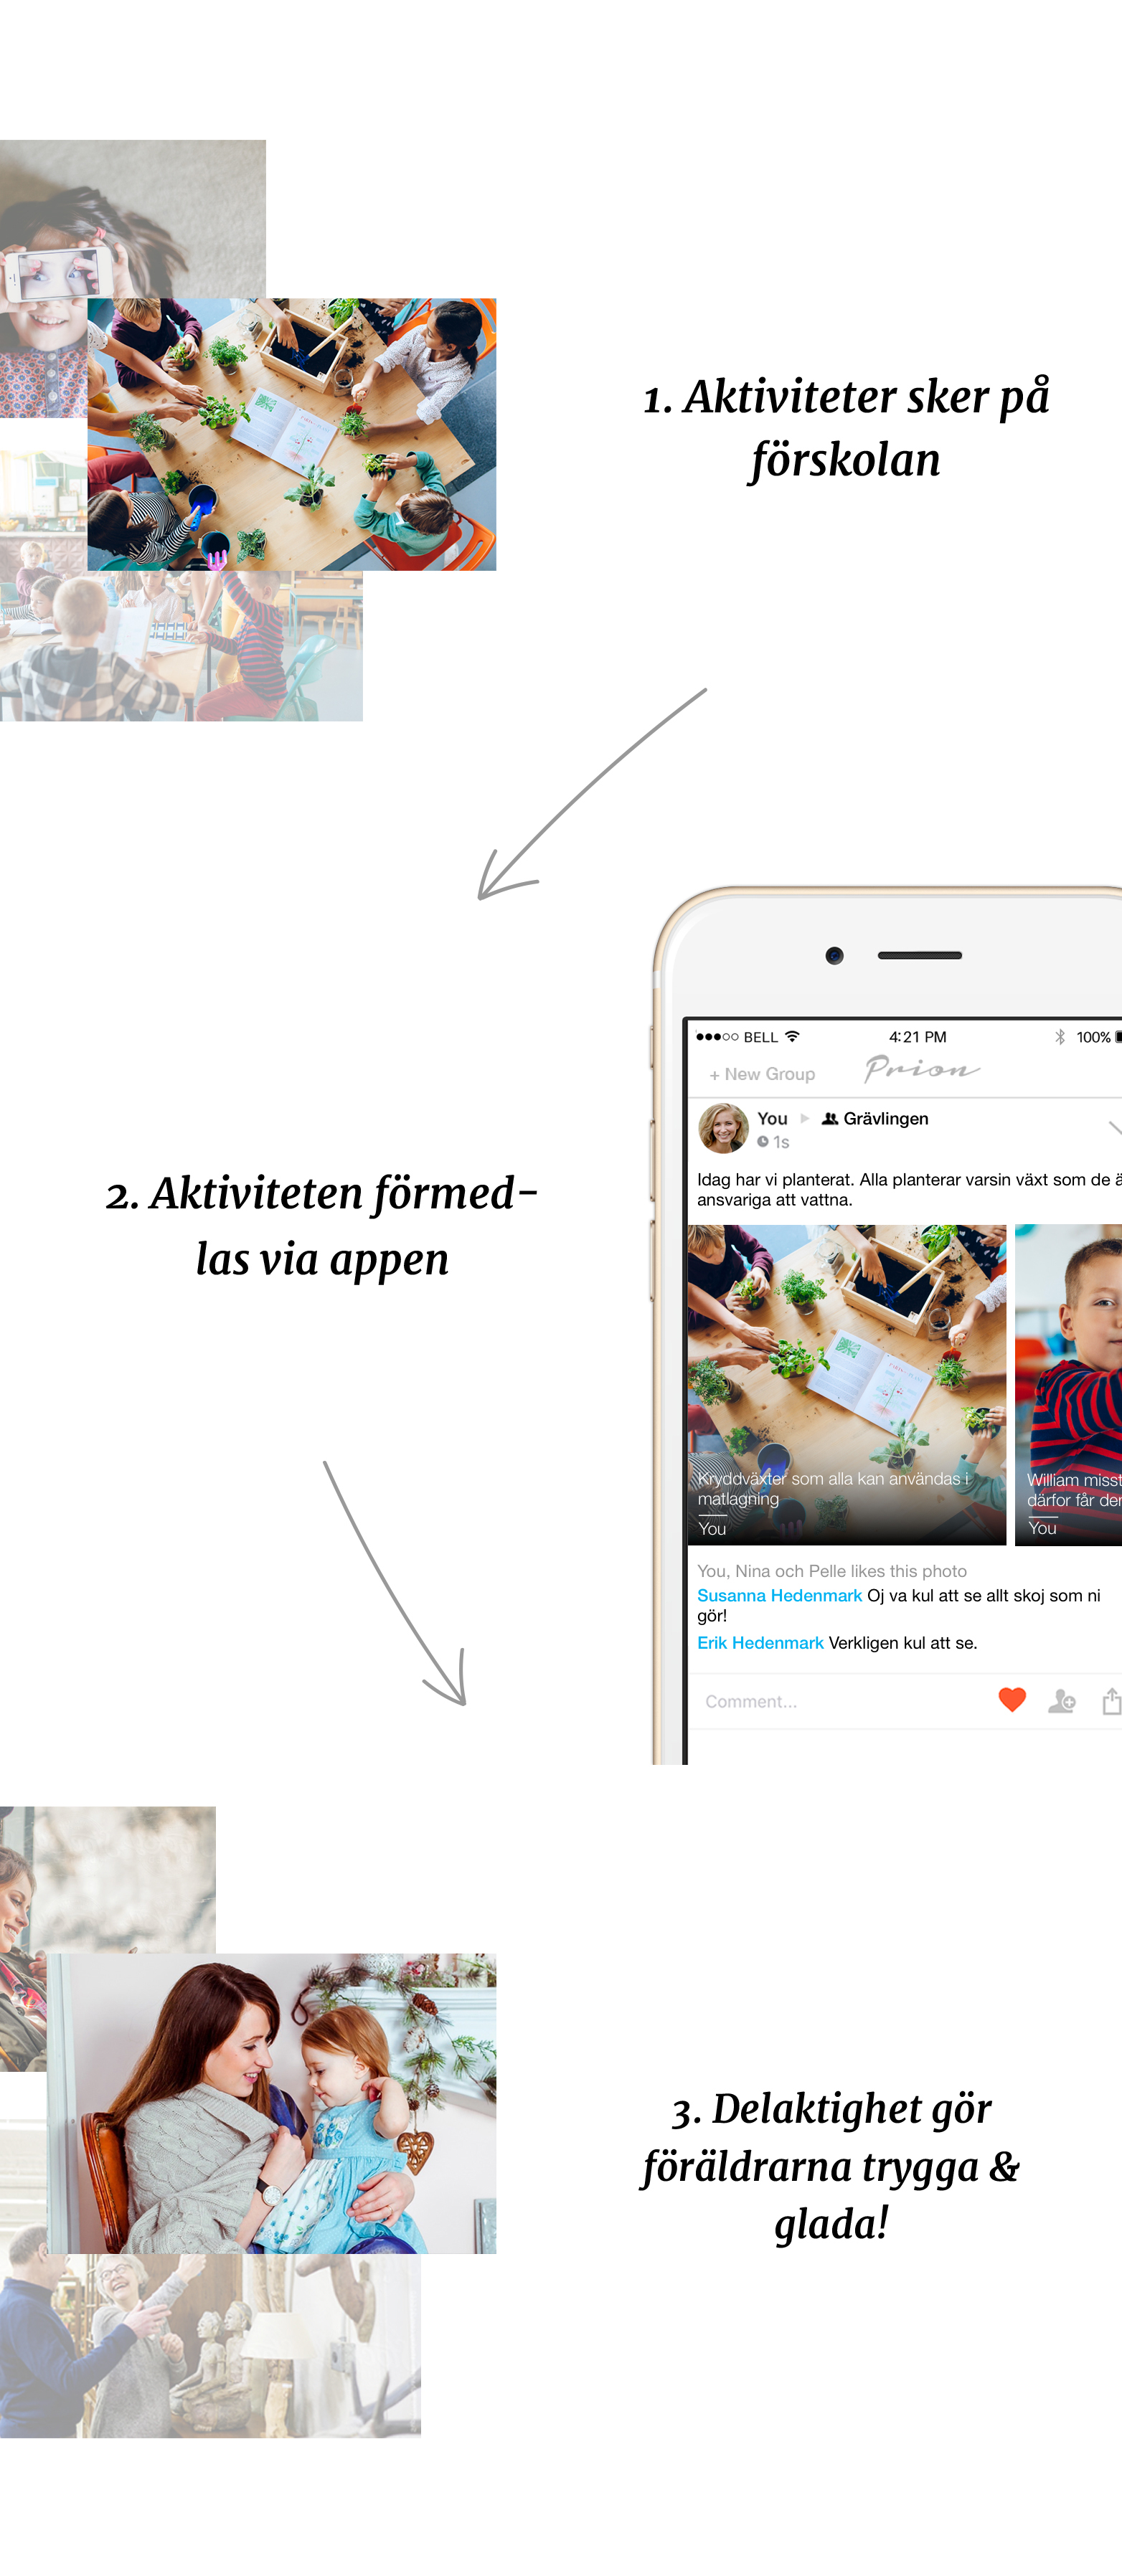 1. Aktiviteter sker på
förskolan
BELL
4:21 PM
100%
+ New Group
Prion
You
Grävlingen
1s
Idag har vi planterat. Alla planterar varsin växt som de
ansvariga att vattna.
Kryddväxter som alla kan användas i
matlagning
You
William
därfor får
You
You, Nina och Pelle likes this photo
Susanna Hedenmark Oj va kul att se allt skoj som ni
gör!
Erik Hedenmark Verkligen kul att se.
Comment...
2. Aktiviteten förmed-
las via appen
3. Delaktighet gör
föräldrarna trygga &
glada!